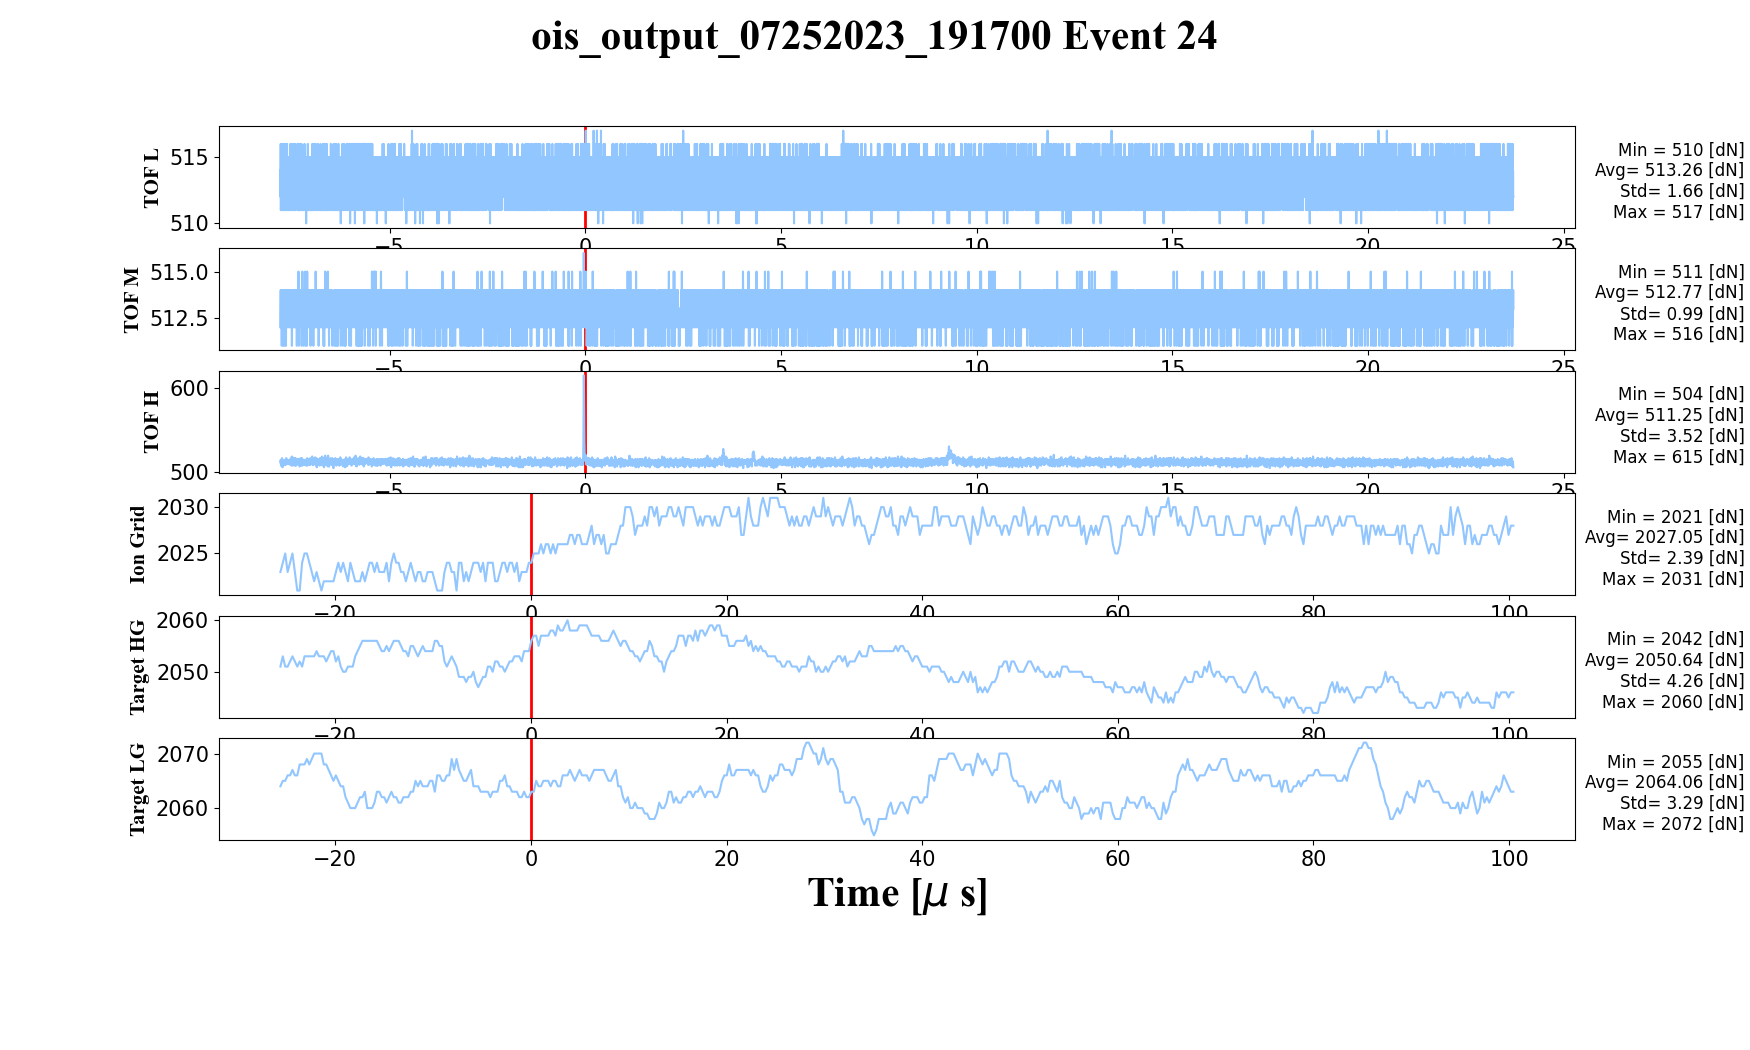 ois_output_07252023_191700 Event 24
TOF L
515
510
−5
0
5
10
15
20
25
Min = 510 [dN]
Avg= 513.26 [dN]
Std= 1.66 [dN]
Max = 517 [dN]
TOF M
515.0
512.5
−5
0
5
10
15
20
25
Min = 511 [dN]
Avg= 512.77 [dN]
Std= 0.99 [dN]
Max = 516 [dN]
TOF H
600
500
−5
0
5
10
15
20
25
Min = 504 [dN]
Avg= 511.25 [dN]
Std= 3.52 [dN]
Max = 615 [dN]
Ion Grid
2030
2025
−20
0
20
40
60
80
100
Min = 2021 [dN]
Avg= 2027.05 [dN]
Std= 2.39 [dN]
Max = 2031 [dN]
Target HG
2060
2050
−20
0
20
40
60
80
100
Min = 2042 [dN]
Avg= 2050.64 [dN]
Std= 4.26 [dN]
Max = 2060 [dN]
Target LG
2070
2060
−20
0
20
40
60
80
100
Min = 2055 [dN]
Avg= 2064.06 [dN]
Std= 3.29 [dN]
Max = 2072 [dN]
Time [μ s]